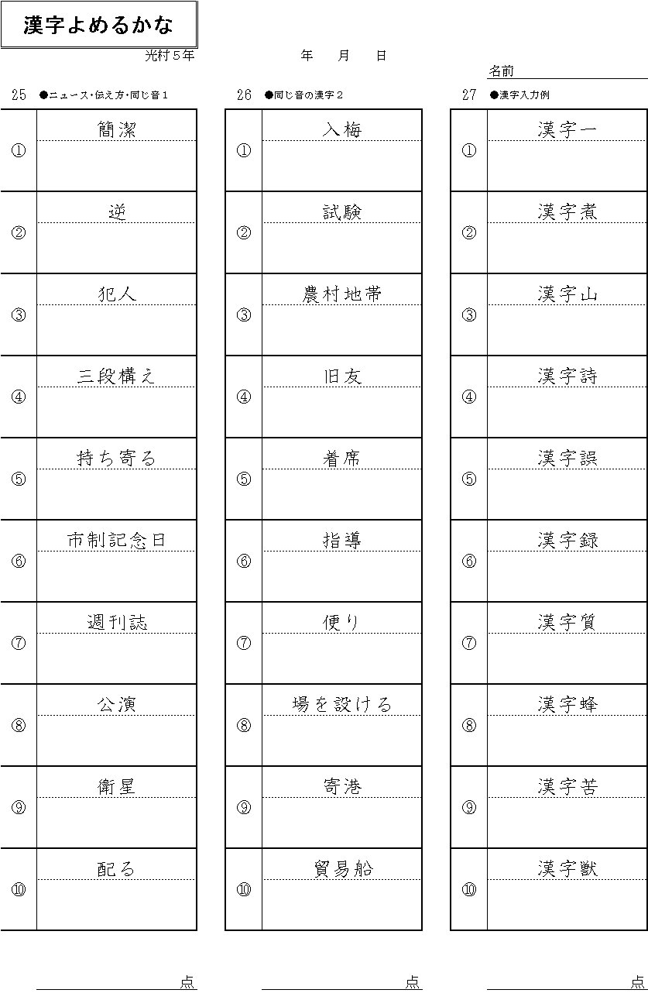 漢字よめるかな
光村５年
年　月　日
名前
25 ●ニュース・伝え方・同じ音１
① 簡潔
② 逆
③ 犯人
④ 三段構え
⑤ 持ち寄る
⑥ 市制記念日
⑦ 週刊誌
⑧ 公演
⑨ 衛星
⑩ 配る
点
26 ●同じ音の漢字２
① 入梅
② 試験
③ 農村地帯
④ 旧友
⑤ 着席
⑥ 指導
⑦ 便り
⑧ 場を設ける
⑨ 寄港
⑩ 貿易船
点
27 ●漢字入力例
① 漢字一
② 漢字煮
③ 漢字山
④ 漢字詩
⑤ 漢字誤
⑥ 漢字録
⑦ 漢字質
⑧ 漢字蜂
⑨ 漢字苦
⑩ 漢字獣
点